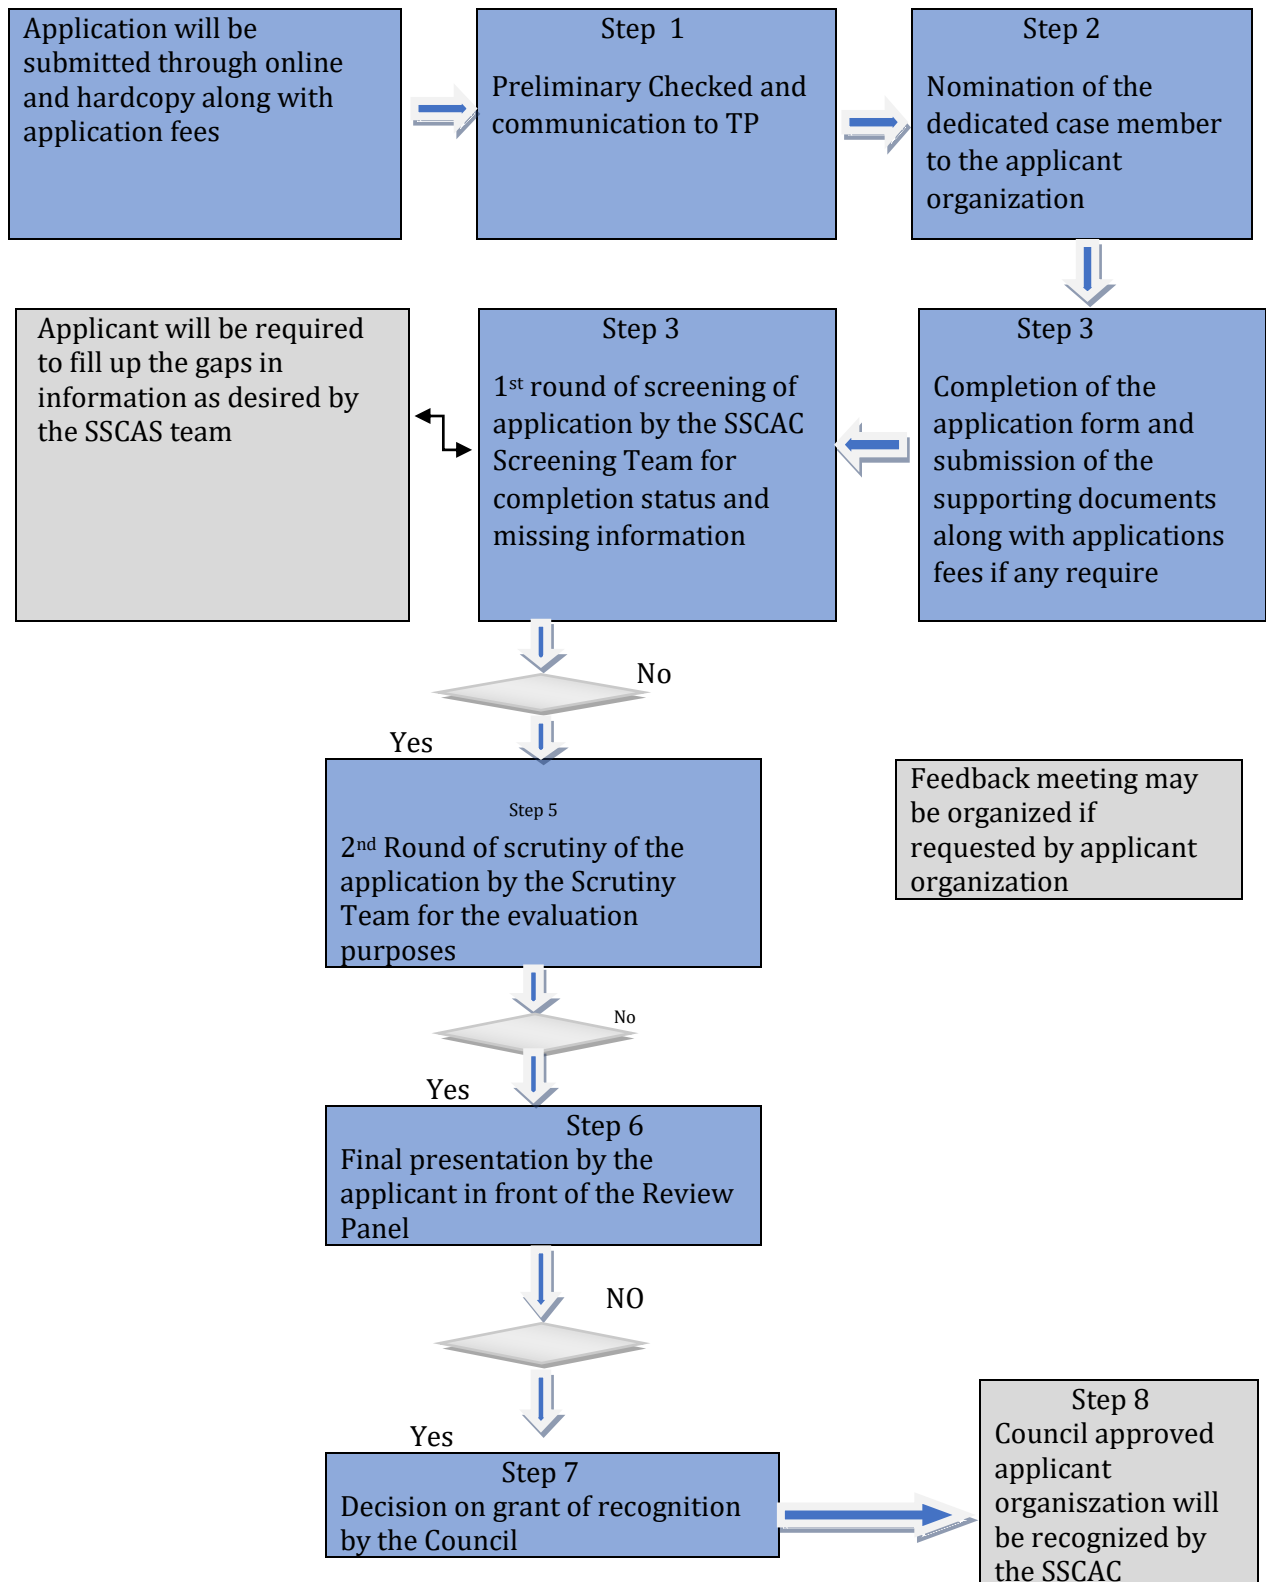 Application will be
submitted through online
and hardcopy along with
application fees
Step 1
Preliminary Checked and
communication to TP
Step 2
Nomination of the
dedicated case member
to the applicant
organization
Applicant will be required
to fill up the gaps in
information as desired by
the SSCAS team
Step 3
1st round of screening of
application by the SSCAC
Screening Team for
completion status and
missing information
Step 3
Completion of the
application form and
submission of the
supporting documents
along with applications
fees if any require
No
Yes
Step 5
2nd Round of scrutiny of the
application by the Scrutiny
Team for the evaluation
purposes
Feedback meeting may
be organized if
requested by applicant
organization
No
Yes
Step 6
Final presentation by the
applicant in front of the Review
Panel
NO
Yes
Step 7
Decision on grant of recognition
by the Council
Step 8
Council approved
applicant
organiszation will
be recognized by
the SSCAC